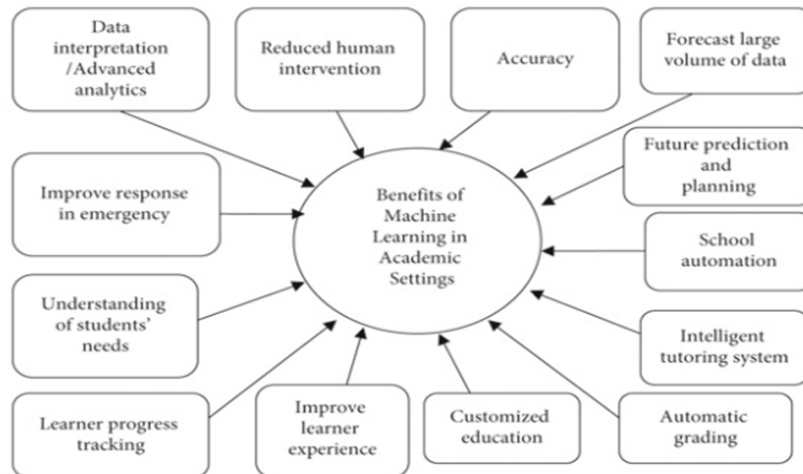 Data
interpretation
/Advanced
analytics
Reduced human
intervention
Accuracy
Forecast large
volume of data
Improve response
in emergency
Benefits of
Machine
Learning in
Academic
Settings
Future prediction
and
planning
School
automation
Understanding
of students’
needs
Intelligent
tutoring system
Learner progress
tracking
Improve
learner
experience
Customized
education
Automatic
grading